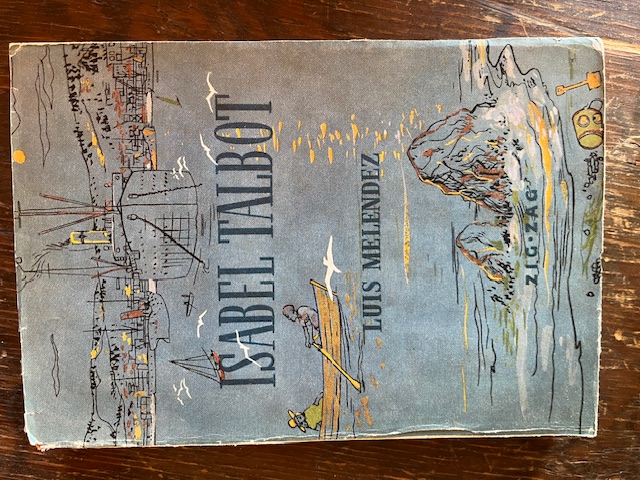 ISABEL TALBOT
LUIS MELENDEZ
ZIG-ZAG